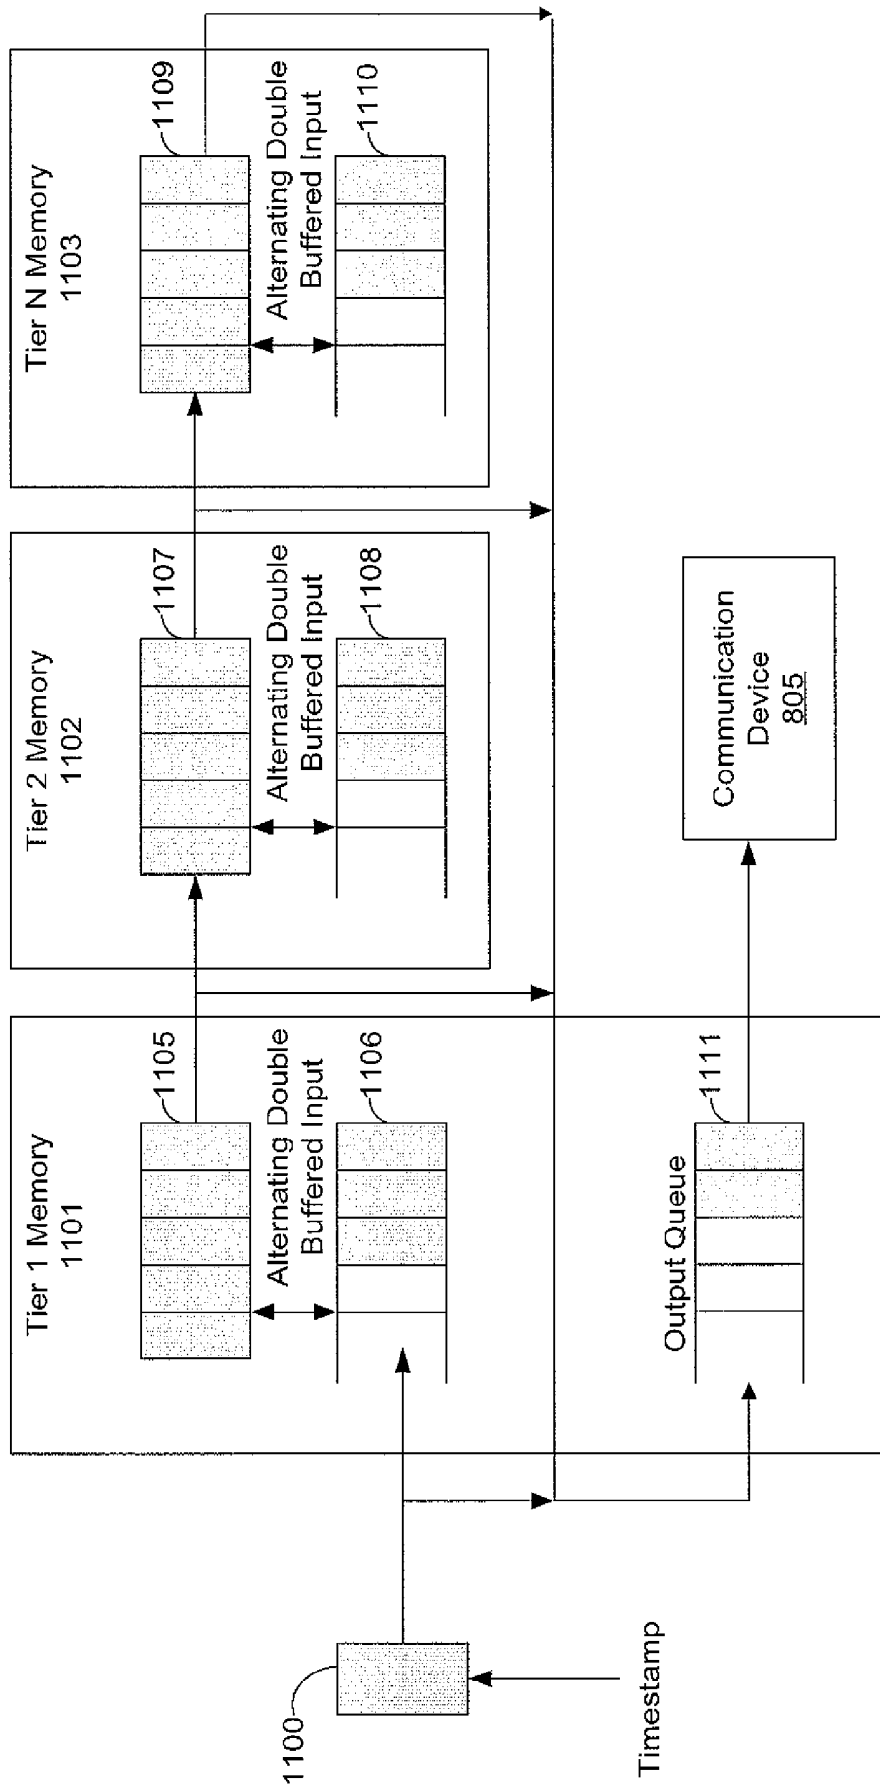 Tier 1 Memory
1101
1105
Alternating Double
Buffered Input
1106
Tier 2 Memory
1102
1107
Alternating Double
Buffered Input
1108
Tier N Memory
1103
1109
Alternating Double
Buffered Input
1110
1100
Timestamp
Output Queue
1111
Communication
Device
805